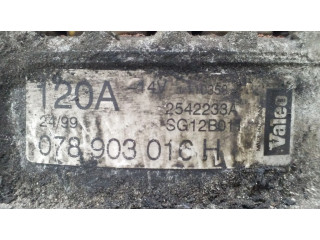 120A 14V
2542233A
24/99 SG12B01
078 903 016 H
Valeo